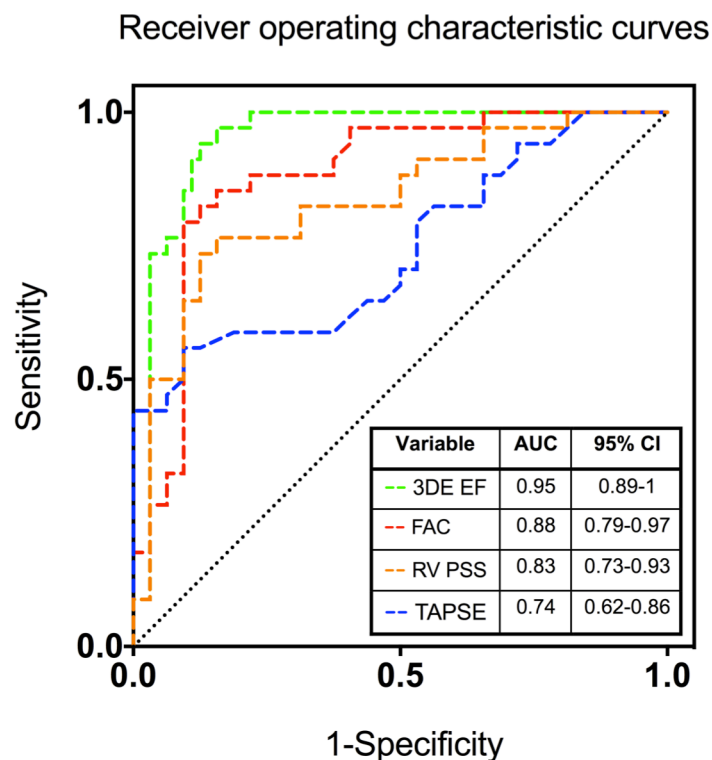 Receiver operating characteristic curves
1.0
0.5
0.0
Sensitivity
Variable AUC 95% CI
3DE EF 0.95 0.89-1
FAC 0.88 0.79-0.97
RV PSS 0.83 0.73-0.93
TAPSE 0.74 0.62-0.86
0.0 0.5 1.0
1-Specificity